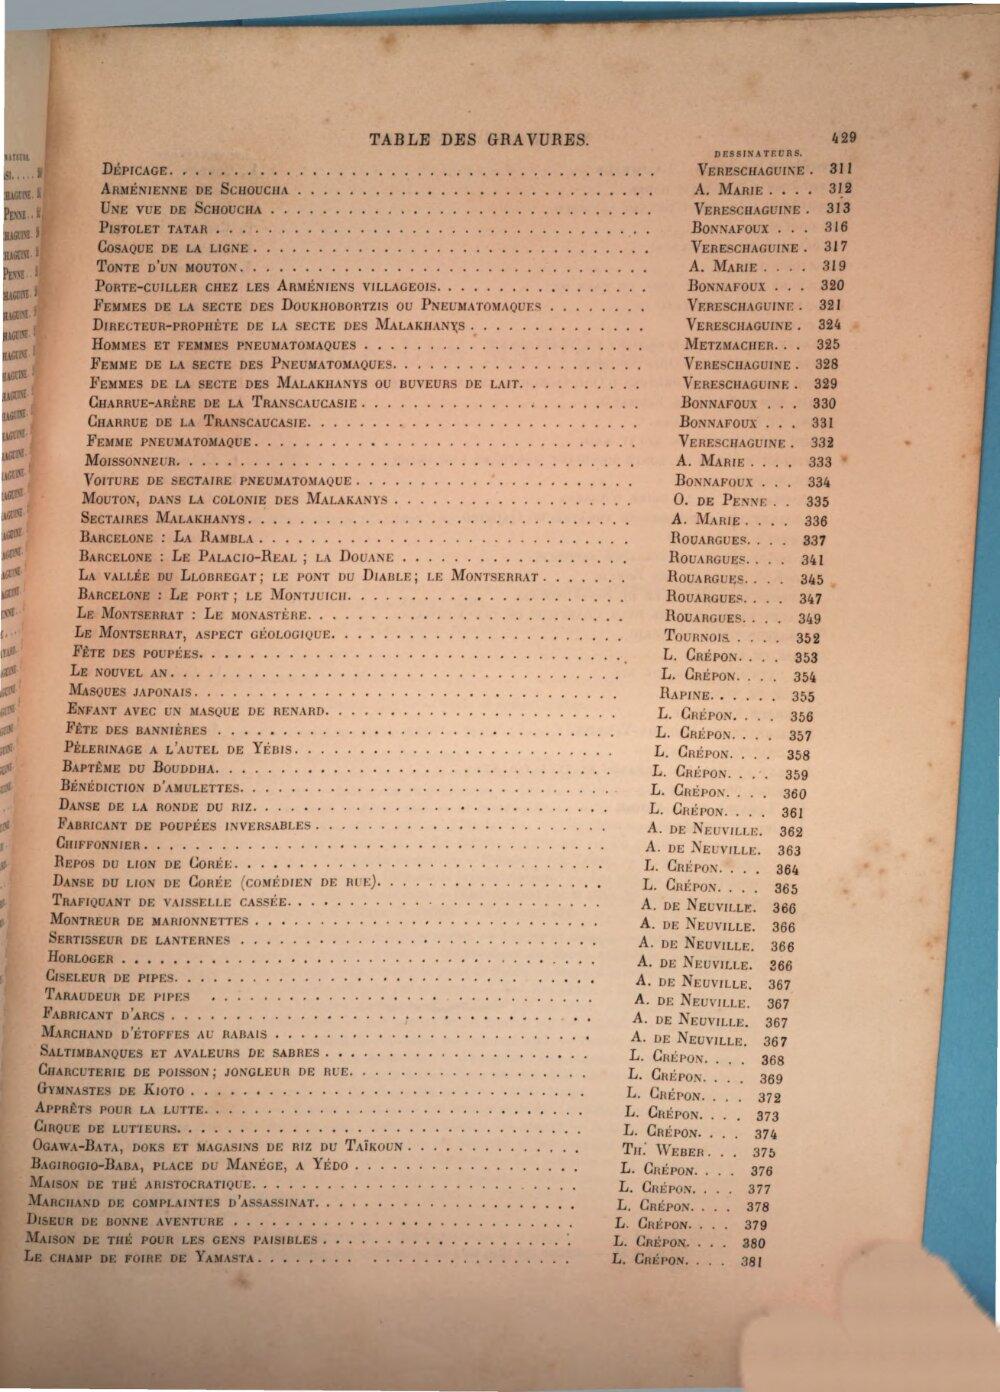 TABLE DES GRAVURES. 429
DESSINATEURS.
DÉPICAGE. VERESCHAGUINE. 311
ARMÉNIENNE DE SCHOUCHA A. MARIE 312
UNE VUE DE SCHOUCHA VERESCHAGUINE. 313
PISTOLET TATAR BONNAFOUX 316
COSAQUE DE LA LIGNE VERESCHAGUINE. 317
TONTE D'UN MOUTON. A. MARIE 319
PORTE-CUILLER CHEZ LES ARMÉNIENS VILLAGEOIS. BONNAFOUX 320
FEMMES DE LA SECTE DES DOUKHOBORTZIS OU PNEUMATOMAQUES VERESCHAGUINE. 321
DIRECTEUR-PROPHÈTE DE LA SECTE DES MALAKHANYS VERESCHAGUINE. 324
HOMMES ET FEMMES PNEUMATOMAQUES METZMACHER. 325
FEMME DE LA SECTE DES PNEUMATOMAQUES. VERESCHAGUINE. 328
FEMMES DE LA SECTE DES MALAKHANYS OU BUVEURS DE LAIT. VERESCHAGUINE. 329
CHARRUE-ARÈRE DE LA TRANSCAUCASIE BONNAFOUX 330
CHARRUE DE LA TRANSCAUCASIE. BONNAFOUX 331
FEMME PNEUMATOMAQUE. VERESCHAGUINE. 332
MOISSONNEUR. A. MARIE 333
VOITURE DE SECTAIRE PNEUMATOMAQUE BONNAFOUX 334
MOUTON, DANS LA COLONIE DES MALAKANYS O. DE PENNE 335
SECTAIRES MALAKHANYS. A. MARIE 336
BARCELONE : LA RAMBLA ROUARGUES. 337
BARCELONE : LE PALACIO-REAL ; LA DOUANE ROUARGUES. 341
LA VALLÉE DU LLOBREGAT ; LE PONT DU DIABLE ; LE MONTSERRAT ROUARGUES. 345
BARCELONE : LE PORT ; LE MONTJUICH. ROUARGUES. 347
LE MONTSERRAT : LE MONASTÈRE. ROUARGUES. 349
LE MONTSERRAT, ASPECT GÉOLOGIQUE. TOURNOIS 352
FÊTE DES POUPÉES. L. CRÉPON. 353
LE NOUVEL AN. L. CRÉPON. 354
MASQUES JAPONAIS. RAPINE. 355
ENFANT AVEC UN MASQUE DE RENARD. L. CRÉPON. 356
FÊTE DES BANNIÈRES L. CRÉPON. 357
PÈLERINAGE A L'AUTEL DE YÉBIS. L. CRÉPON. 358
BAPTÊME DU BOUDDHA. L. CRÉPON. 359
BÉNÉDICTION D'AMULETTES. L. CRÉPON. 360
DANSE DE LA RONDE DU RIZ. L. CRÉPON. 361
FABRICANT DE POUPÉES INVERSABLES A. DE NEUVILLE. 362
CHIFFONNIER. A. DE NEUVILLE. 363
REPOS DU LION DE CORÉE. L. CRÉPON. 364
DANSE DU LION DE CORÉE (COMÉDIEN DE RUE). L. CRÉPON. 365
TRAFIQUANT DE VAISSELLE CASSÉE. A. DE NEUVILLE. 366
MONTREUR DE MARIONNETTES A. DE NEUVILLE. 366
SERTISSEUR DE LANTERNES A. DE NEUVILLE. 366
HORLOGER A. DE NEUVILLE. 366
CISELEUR DE PIPES. A. DE NEUVILLE. 367
TARAUDEUR DE PIPES A. DE NEUVILLE. 367
FABRICANT D'ARCS A. DE NEUVILLE. 367
MARCHAND D'ÉTOFFES AU RABAIS A. DE NEUVILLE. 367
SALTIMBANQUES ET AVALEURS DE SABRES L. CRÉPON. 368
CHARCUTERIE DE POISSON ; JONGLEUR DE RUE. L. CRÉPON. 369
GYMNASTES DE KIOTO L. CRÉPON. 372
APPRÊTS POUR LA LUTTE. L. CRÉPON. 373
CIRQUE DE LUTTEURS. L. CRÉPON. 374
OGAWA-BATA, DOKS ET MAGASINS DE RIZ DU TAÏKOUN TH. WEBER 375
BAGIROGIO-BABA, PLACE DU MANÉGE, A YÉDO L. CRÉPON. 376
MAISON DE THÉ ARISTOCRATIQUE. L. CRÉPON. 377
MARCHAND DE COMPLAINTES D'ASSASSINAT. L. CRÉPON. 378
DISEUR DE BONNE AVENTURE L. CRÉPON. 379
MAISON DE THÉ POUR LES GENS PAISIBLES L. CRÉPON. 380
LE CHAMP DE FOIRE DE YAMASTA L. CRÉPON. 381